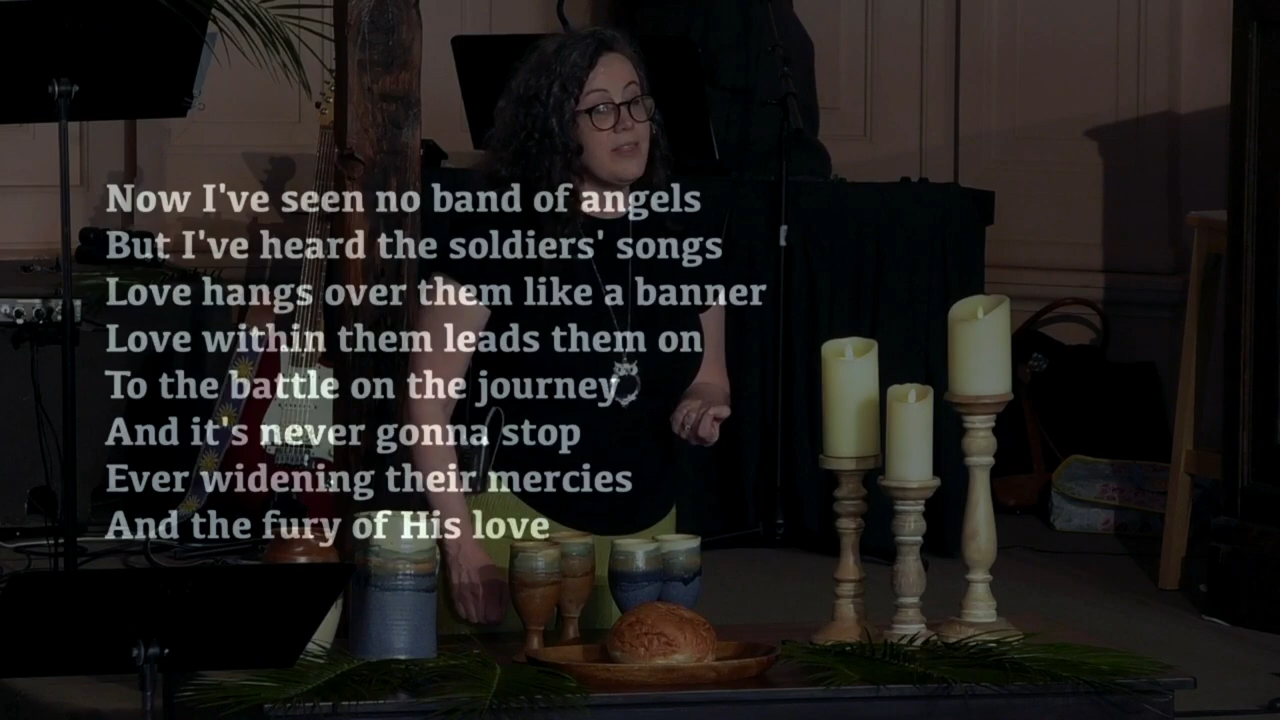 Now I've seen no band of angels
But I've heard the soldiers' songs
Love hangs over them like a banner
Love within them leads them on
To the battle on the journey
And it's never gonna stop
Ever widening their mercies
And the fury of His love